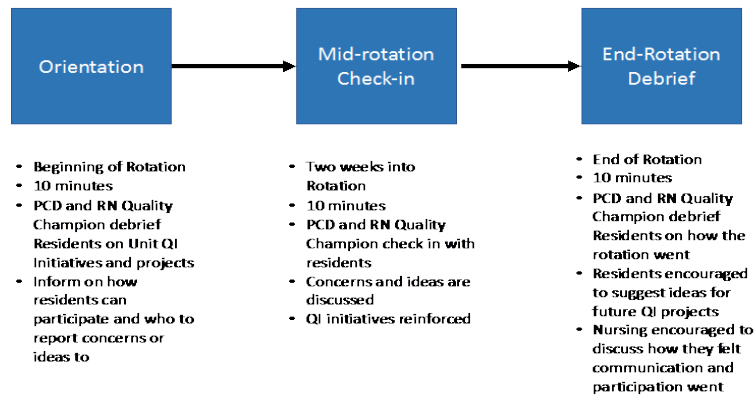 Orientation
Mid-rotation
Check-in
End-Rotation
Debrief
• Beginning of Rotation
• 10 minutes
• PCD and RN Quality
Champion debrief
Residents on Unit QI
Initiatives and projects
• Inform on how
residents can
participate and who to
report concerns or
ideas to
• Two weeks into
Rotation
• 10 minutes
• PCD and RN Quality
Champion check in with
residents
• Concerns and ideas are
discussed
• QI initiatives reinforced
• End of Rotation
• 10 minutes
• PCD and RN Quality
Champion debrief
Residents on how the
rotation went
• Residents encouraged
to suggest ideas for
future QI projects
• Nursing encouraged to
discuss how they felt
communication and
participation went